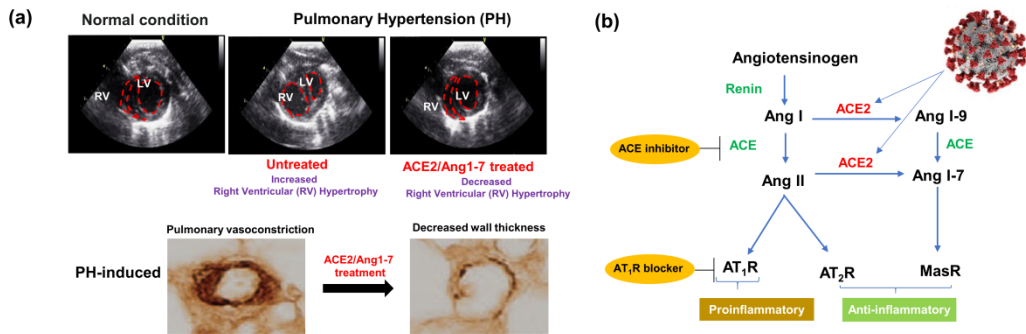 (a)
Normal condition
Pulmonary Hypertension (PH)
RV
LV
RV
LV
RV
LV
Untreated
Increased
Right Ventricular (RV) Hypertrophy
ACE2/Ang1-7 treated
Decreased
Right Ventricular (RV) Hypertrophy
Pulmonary vasoconstriction
Decreased wall thickness
PH-induced
ACE2/Ang1-7
treatment
(b)
Angiotensinogen
Renin
Ang I
ACE2
Ang I-9
ACE inhibitor
ACE
ACE2
ACE
Ang II
Ang I-7
AT₁R blocker
AT₁R
AT₂R
MasR
Proinflammatory
Anti-inflammatory